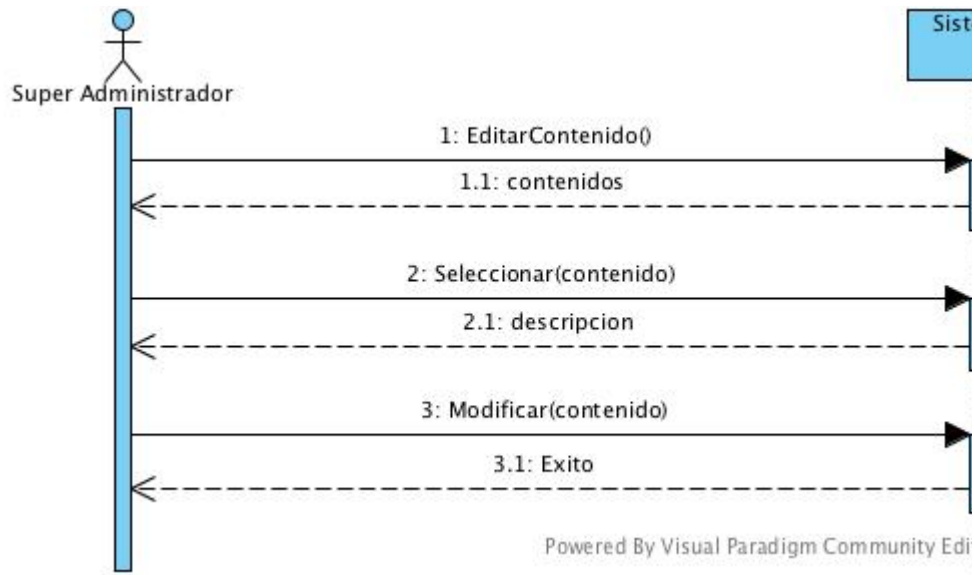 Sist
Super Administrador
1: EditarContenido()
1.1: contenidos
2: Seleccionar(contenido)
2.1: descripcion
3: Modificar(contenido)
3.1: Exito
Powered By Visual Paradigm Community Edi